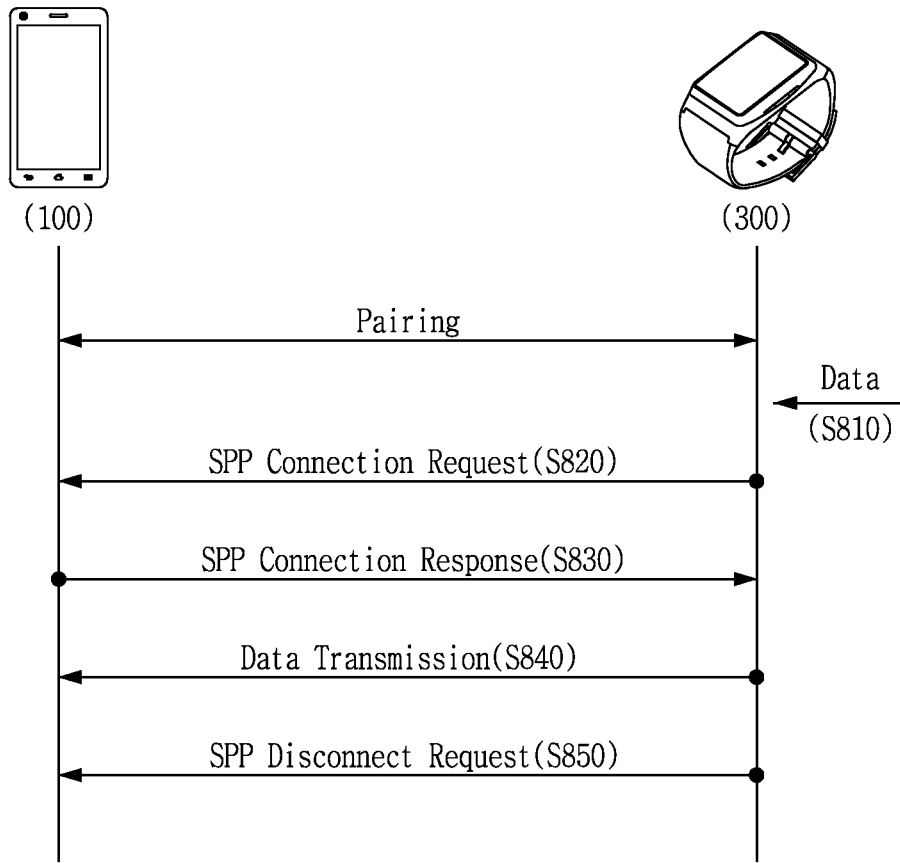 (100)
(300)
Pairing
Data
(S810)
SPP Connection Request(S820)
SPP Connection Response(S830)
Data Transmission(S840)
SPP Disconnect Request(S850)